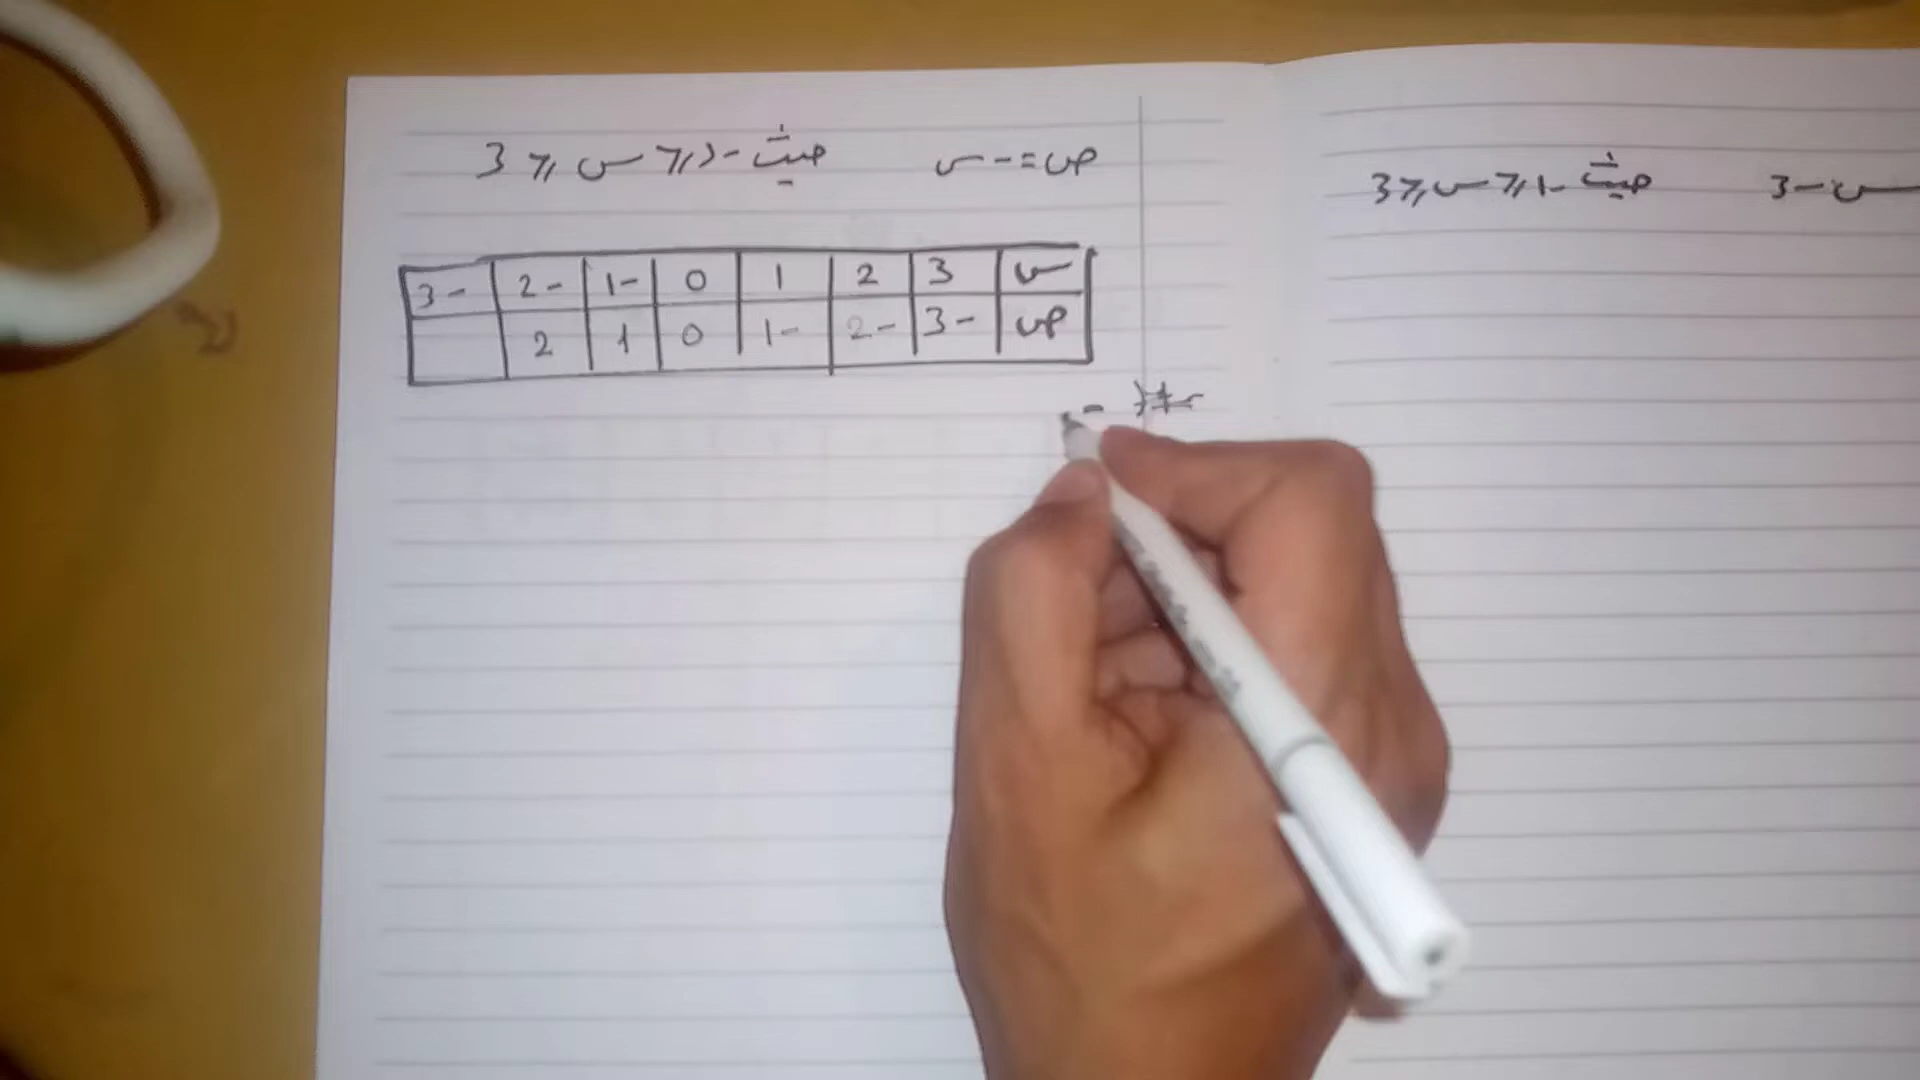 ص = - س حيث - 3 ⩽ س ⩽ 3
س 3 2 1 0 -1 -2 -3
ص -3 -2 -1 0 1 2
س - 3 حيث -1 ⩽ س ⩽ 3